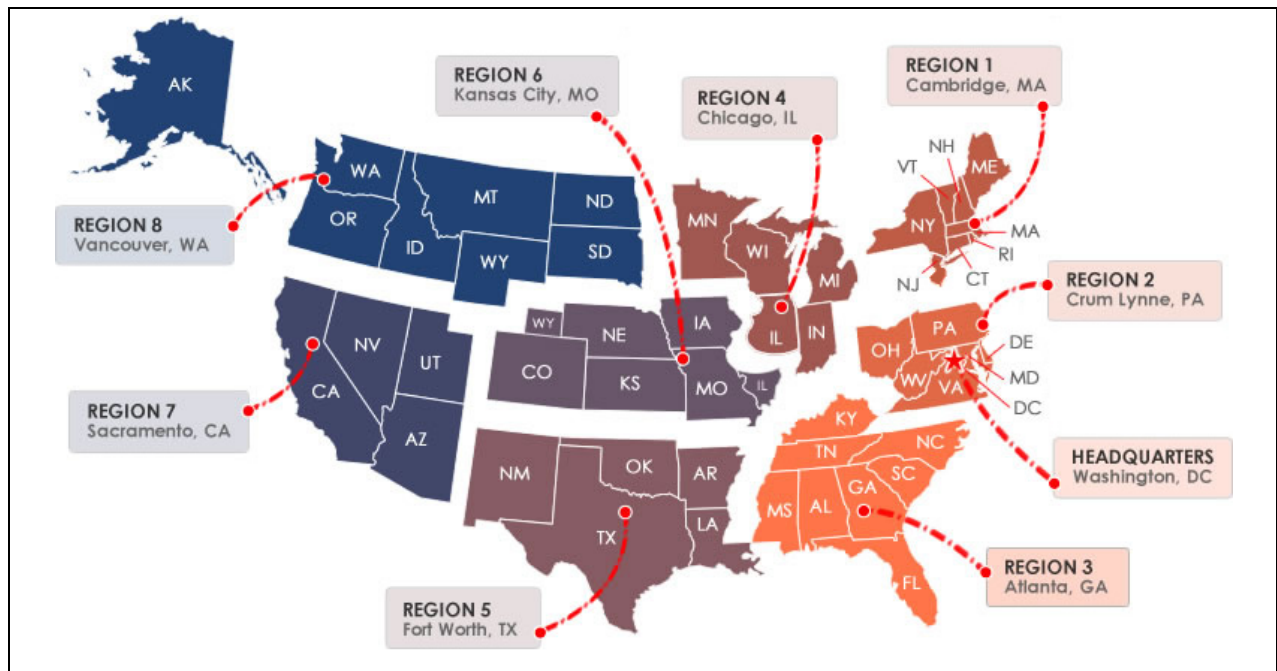 AK
REGION 6
Kansas City, MO
REGION 4
Chicago, IL
REGION 1
Cambridge, MA
REGION 8
Vancouver, WA
WA
OR
ID
MT
WY
ND
SD
MN
WI
MI
IL
IN
VT
NH
ME
NY
MA
RI
CT
NJ
REGION 2
Crum Lynne, PA
PA
OH
WV
VA
DE
MD
DC
HEADQUARTERS
Washington, DC
REGION 7
Sacramento, CA
CA
NV
UT
AZ
WY
NE
IA
CO
KS
MO
IL
NM
OK
TX
AR
LA
REGION 5
Fort Worth, TX
KY
TN
NC
SC
MS
AL
GA
FL
REGION 3
Atlanta, GA